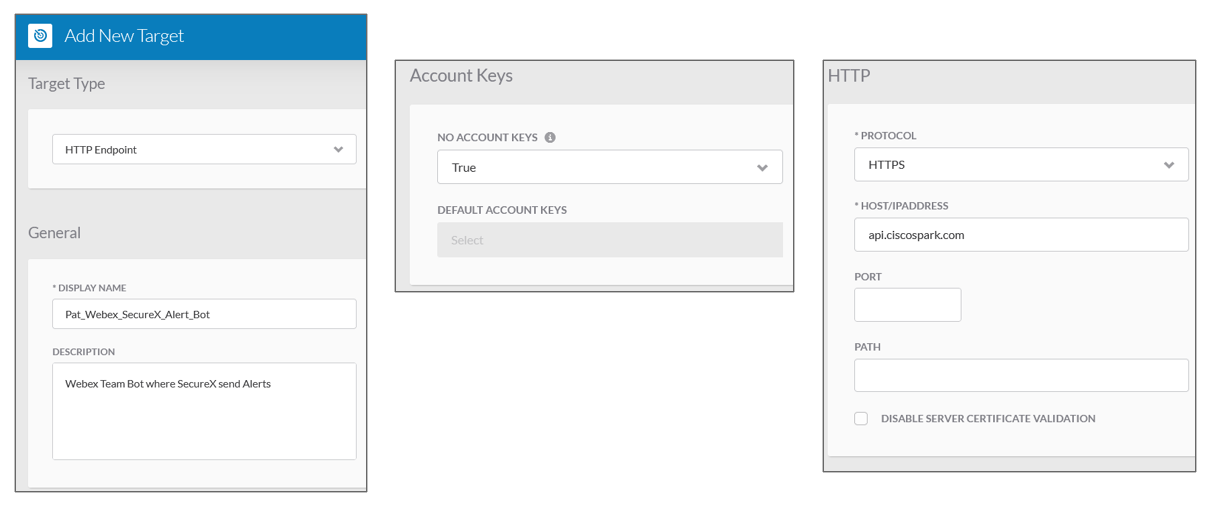 Add New Target
Target Type
HTTP Endpoint
General
* DISPLAY NAME
Pat_Webex_SecureX_Alert_Bot
DESCRIPTION
Webex Team Bot where SecureX send Alerts
Account Keys
NO ACCOUNT KEYS
True
DEFAULT ACCOUNT KEYS
Select
HTTP
* PROTOCOL
HTTPS
* HOST/IPADDRESS
api.ciscospark.com
PORT
PATH
DISABLE SERVER CERTIFICATE VALIDATION